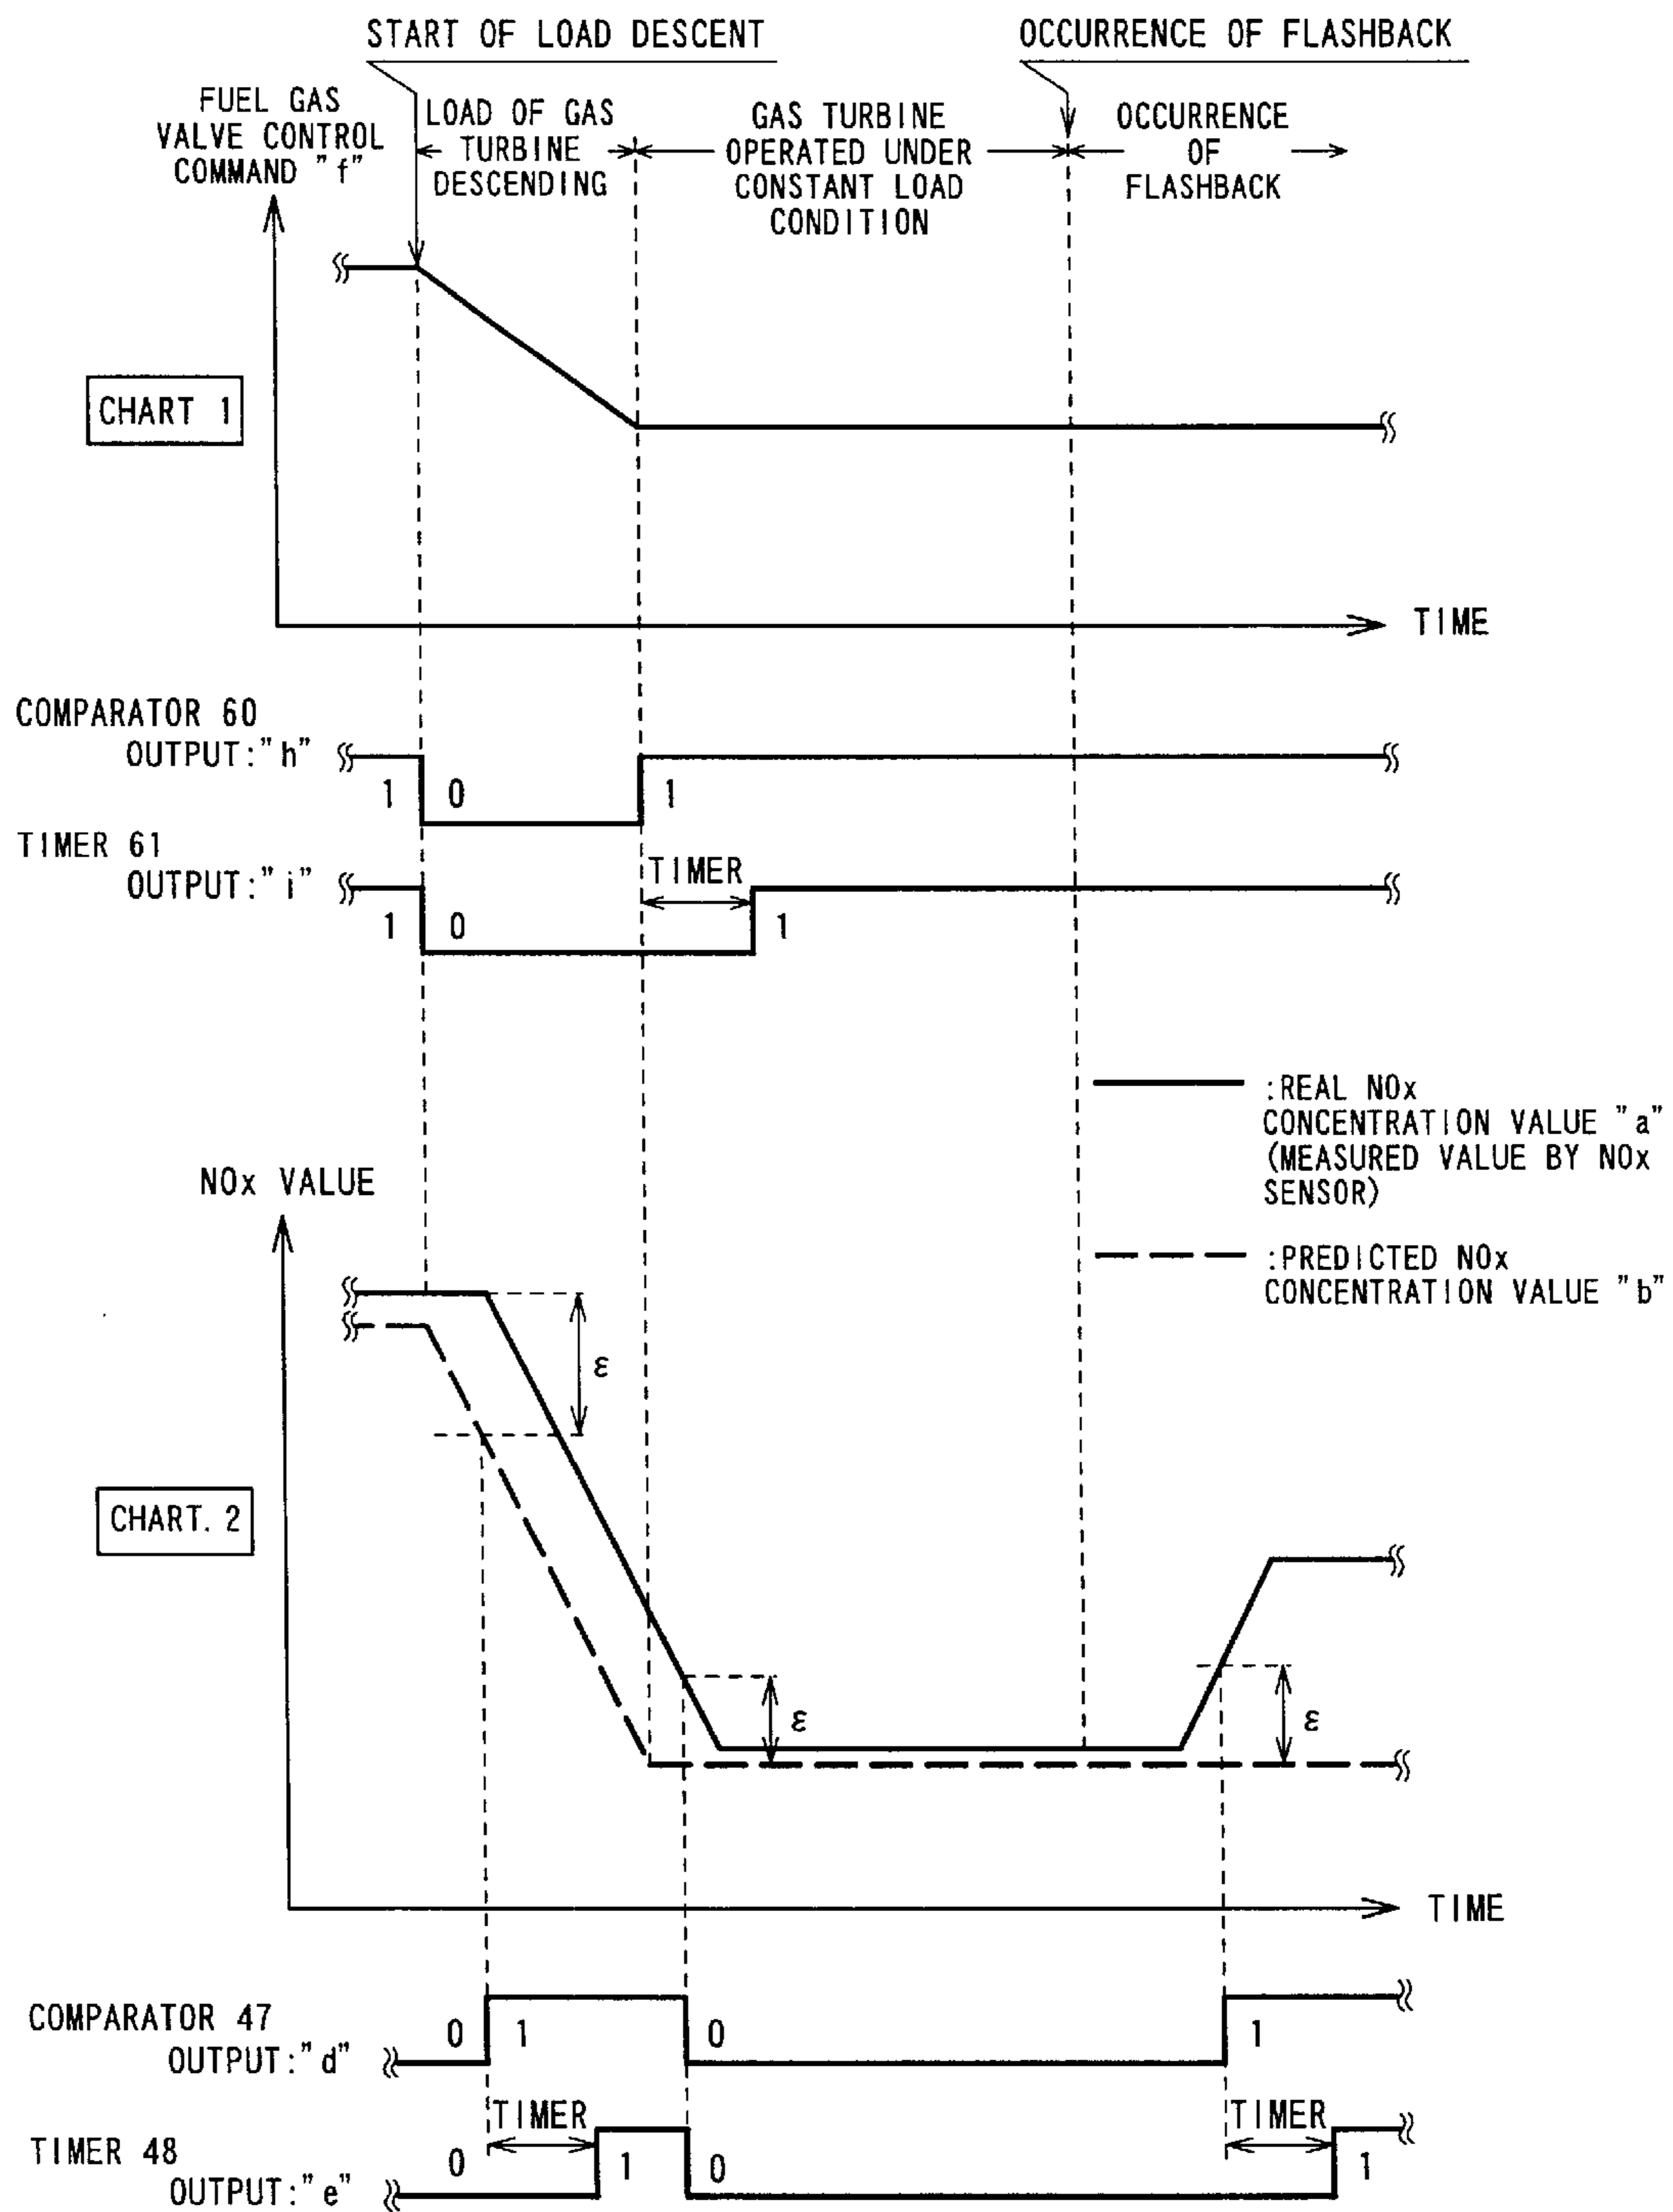 START OF LOAD DESCENT
OCCURRENCE OF FLASHBACK
FUEL GAS
VALVE CONTROL
COMMAND "f"
LOAD OF GAS
TURBINE
DESCENDING
GAS TURBINE
OPERATED UNDER
CONSTANT LOAD
CONDITION
OCCURRENCE
OF
FLASHBACK
CHART 1
TIME
COMPARATOR 60
OUTPUT:"h"
1 0 1
TIMER 61
OUTPUT:"i"
TIMER
1 0 1
:REAL NOx
CONCENTRATION VALUE "a"
(MEASURED VALUE BY NOx
SENSOR)
NOx VALUE
:PREDICTED NOx
CONCENTRATION VALUE "b"
ε
CHART. 2
ε
ε
TIME
COMPARATOR 47
OUTPUT:"d"
0 1 0 1
TIMER
TIMER
TIMER 48
OUTPUT:"e"
0 1 0 1